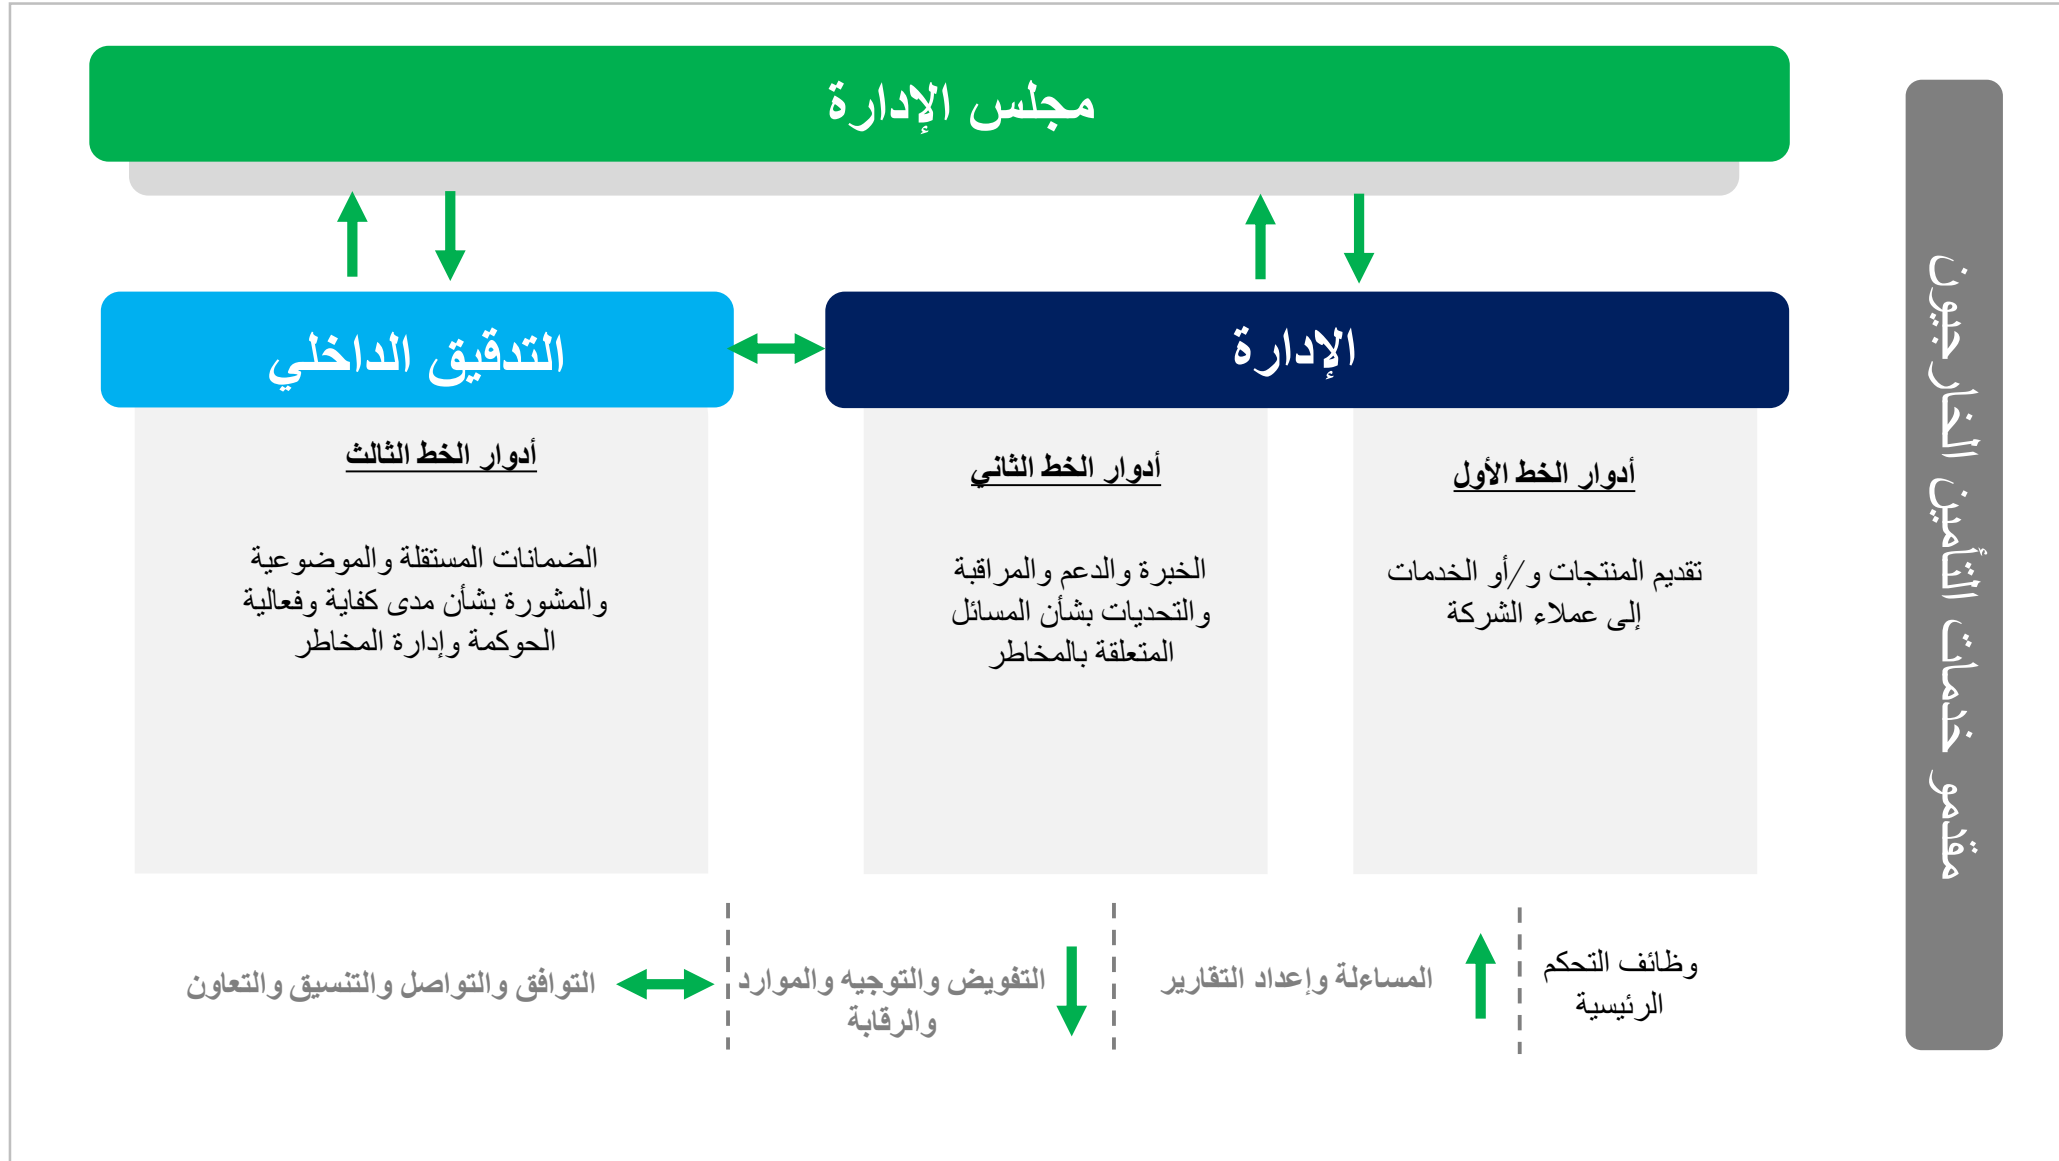 مجلس الإدارة
الإدارة
التدقيق الداخلي
أدوار الخط الأول
تقديم المنتجات و/أو الخدمات
إلى عملاء الشركة
أدوار الخط الثاني
الخبرة والدعم والمراقبة
والتحديات بشأن المسائل
المتعلقة بالمخاطر
أدوار الخط الثالث
الضمانات المستقلة والموضوعية
والمشورة بشأن مدى كفاية وفعالية
الحوكمة وإدارة المخاطر
وظائف التحكم
الرئيسية
المساءلة وإعداد التقارير
التفويض والتوجيه والموارد
والرقابة
التوافق والتواصل والتنسيق والتعاون
مقدمو خدمات التأمين الخارجيون